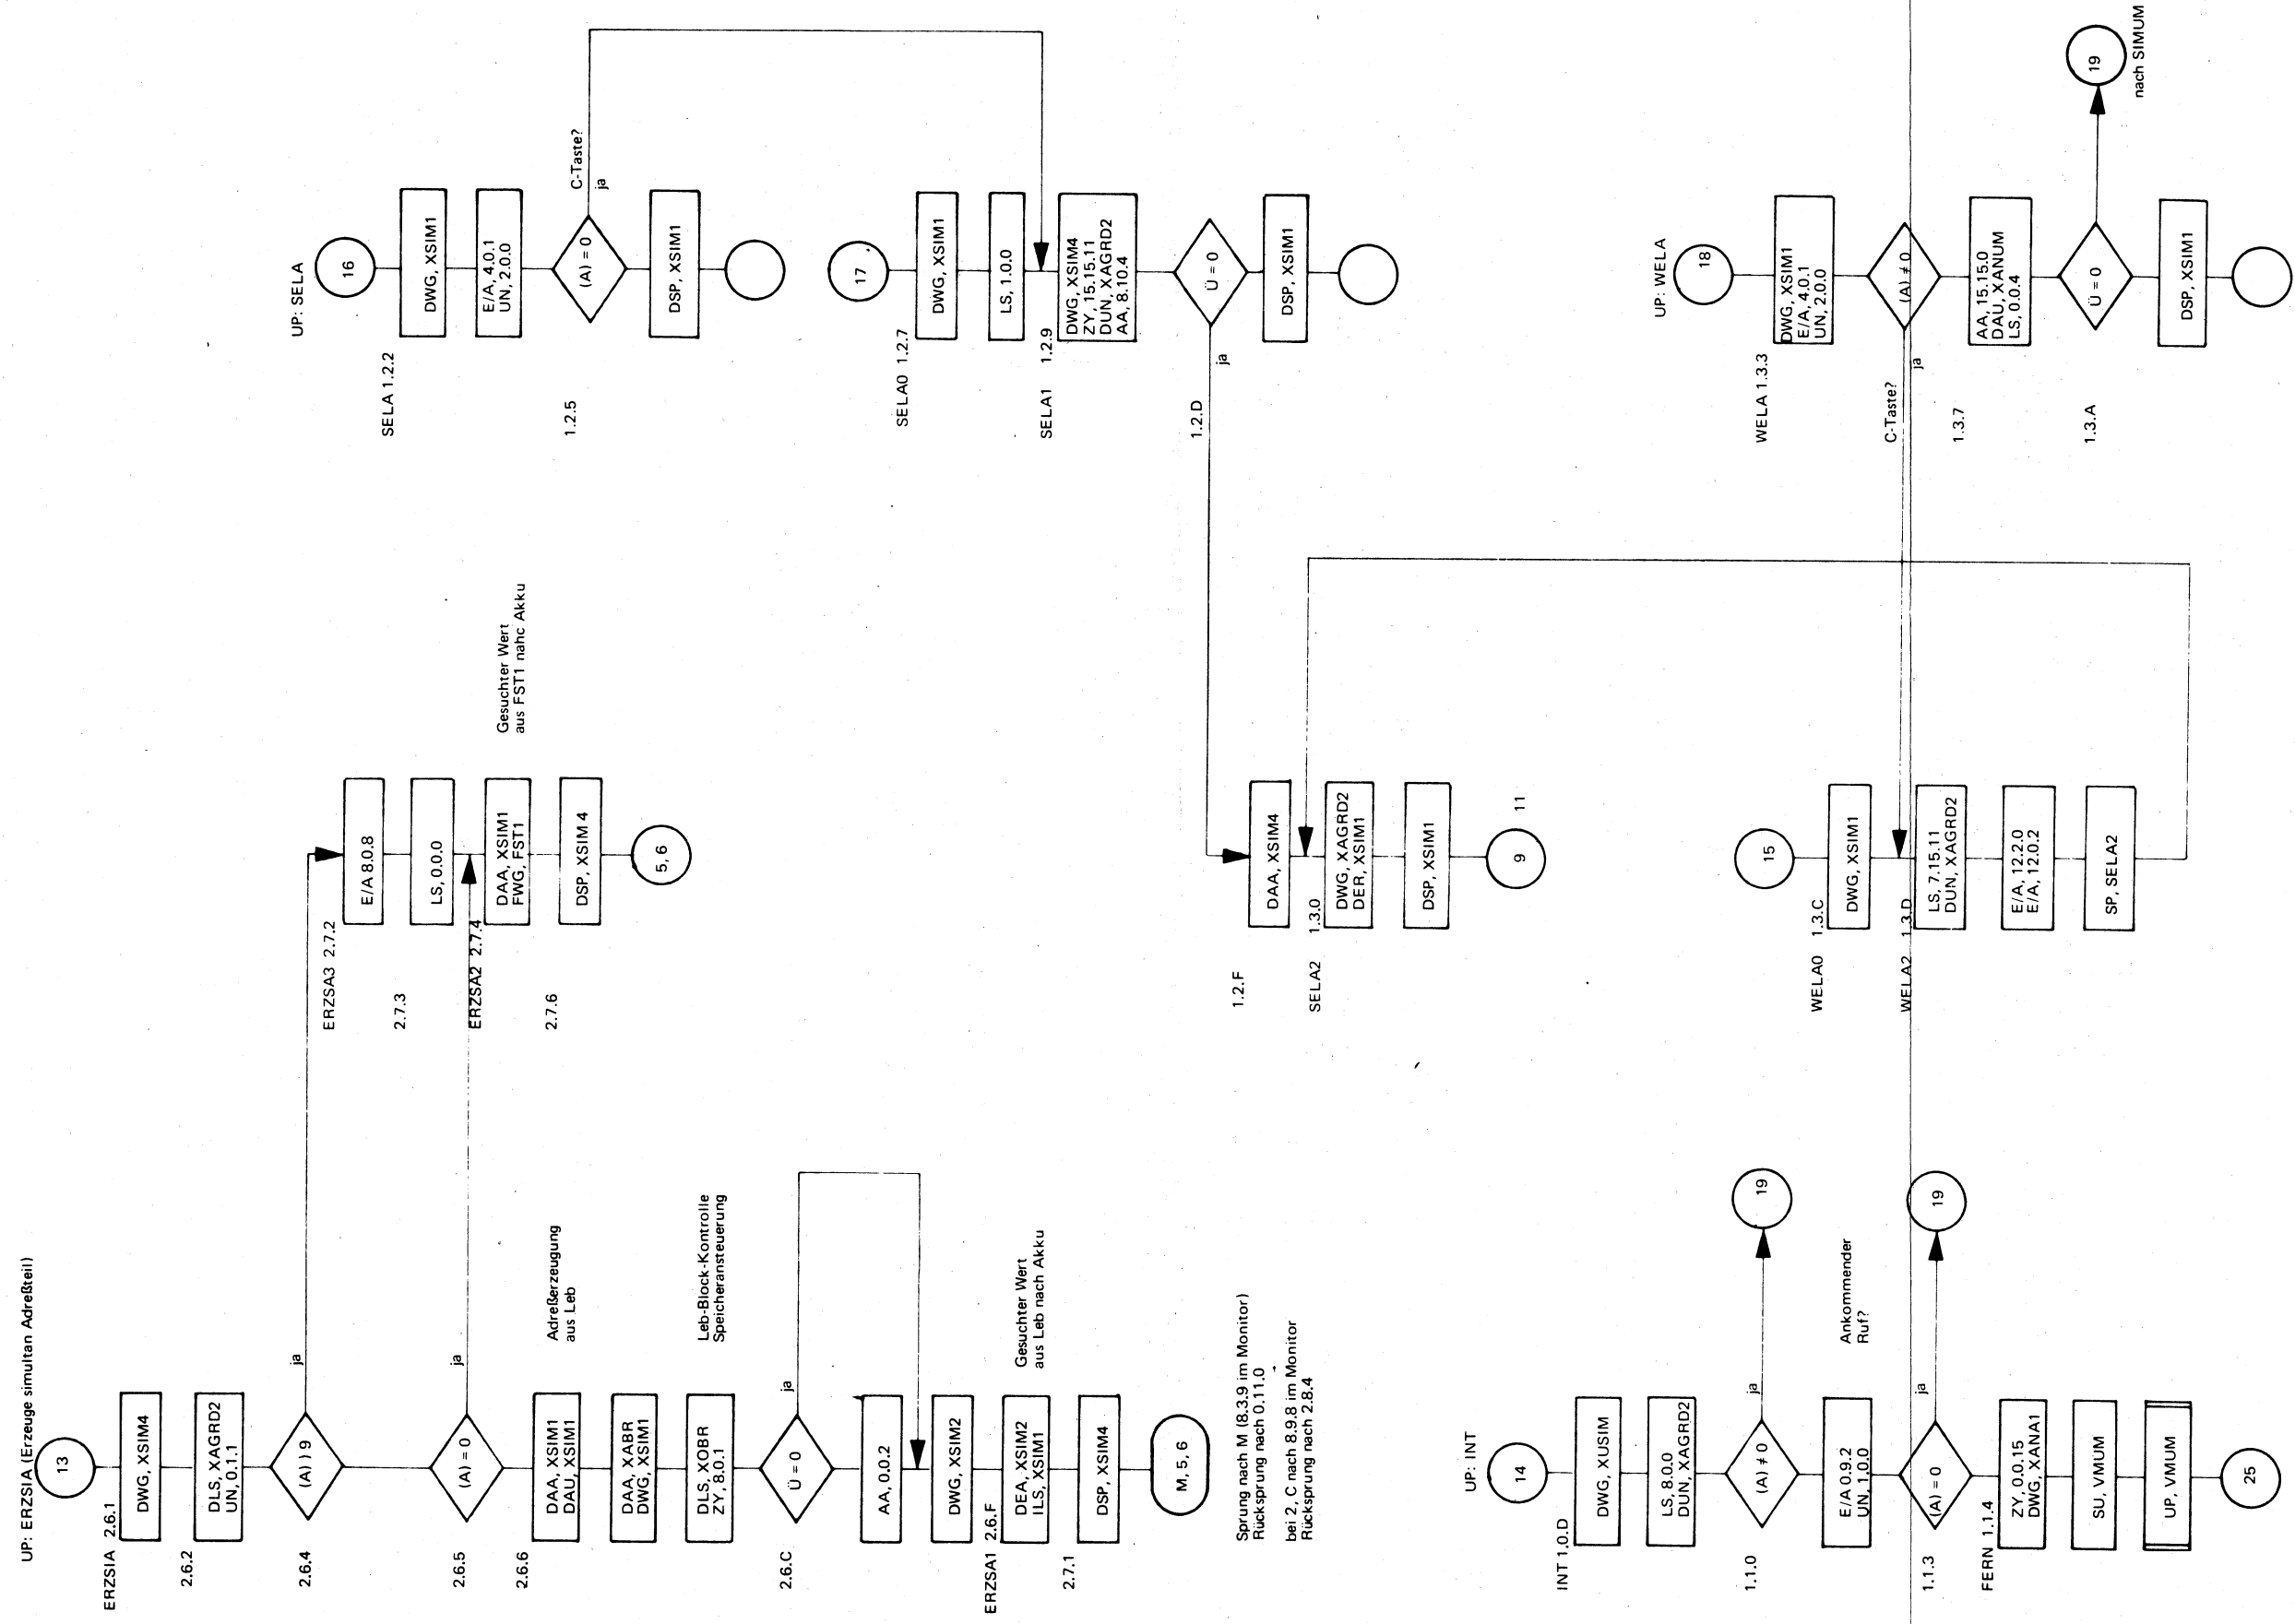 UP: ERZSIA (Erzeuge simultan Adreßteil)
13
ERZSIA 2.6.1
DWG, XSIM4
2.6.2
DLS, XAGRD2
UN, 0.1.1
2.6.4
(A) ⟩ 9
ja
2.6.5
(A) = 0
ja
2.6.6
DAA, XSIM1
DAU, XSIM1
Adreßerzeugung
aus Leb
DAA, XABR
DWG, XSIM1
DLS, XOBR
ZY, 8.0.1
Leb-Block-Kontrolle
Speicheransteuerung
2.6.C
Ü = 0
ja
AA, 0.0.2
DWG, XSIM2
ERZSA1 2.6.F
DEA, XSIM2
ILS, XSIM1
Gesuchter Wert
aus Leb nach Akku
2.7.1
DSP, XSIM4
M, 5, 6
Sprung nach M (8.3.9 im Monitor)
Rücksprung nach 0.11.0
bei 2, C nach 8.9.8 im Monitor
Rücksprung nach 2.8.4
ERZSA3 2.7.2
E/A 8.0.8
2.7.3
LS, 0.0.0
ERZSA2 2.7.4
DAA, XSIM1
FWG, FST1
Gesuchter Wert
aus FST1 nahc Akku
2.7.6
DSP, XSIM 4
5, 6
UP: SELA
16
SELA 1.2.2
DWG, XSIM1
E/A, 4.0.1
UN, 2.0.0
1.2.5
(A) = 0
C-Taste?
ja
DSP, XSIM1
17
SELA0 1.2.7
DWG, XSIM1
LS, 1.0.0
SELA1 1.2.9
DWG, XSIM4
ZY, 15.15.11
DUN, XAGRD2
AA, 8.10.4
1.2.D
Ü = 0
ja
DSP, XSIM1
1.2.F
DAA, XSIM4
SELA2 1.3.0
DWG, XAGRD2
DER, XSIM1
DSP, XSIM1
9
11
UP: INT
14
INT 1.0.D
DWG, XUSIM
LS, 8.0.0
DUN, XAGRD2
1.1.0
(A) ≠ 0
ja
19
E/A 0.9.2
UN, 1.0.0
Ankommender
Ruf?
1.1.3
(A) = 0
ja
19
FERN 1.1.4
ZY, 0.0.15
DWG, XANA1
SU, VMUM
UP, VMUM
25
15
WELA0 1.3.C
DWG, XSIM1
WELA2 1.3.D
LS, 7.15.11
DUN, XAGRD2
E/A, 12.2.0
E/A, 12.0.2
SP, SELA2
UP: WELA
18
WELA 1.3.3
DWG, XSIM1
E/A, 4.0.1
UN, 2.0.0
C-Taste?
(A) ≠ 0
ja
1.3.7
AA, 15.15.0
DAU, XANUM
LS, 0.0.4
1.3.A
Ü = 0
19
nach SIMUM
DSP, XSIM1